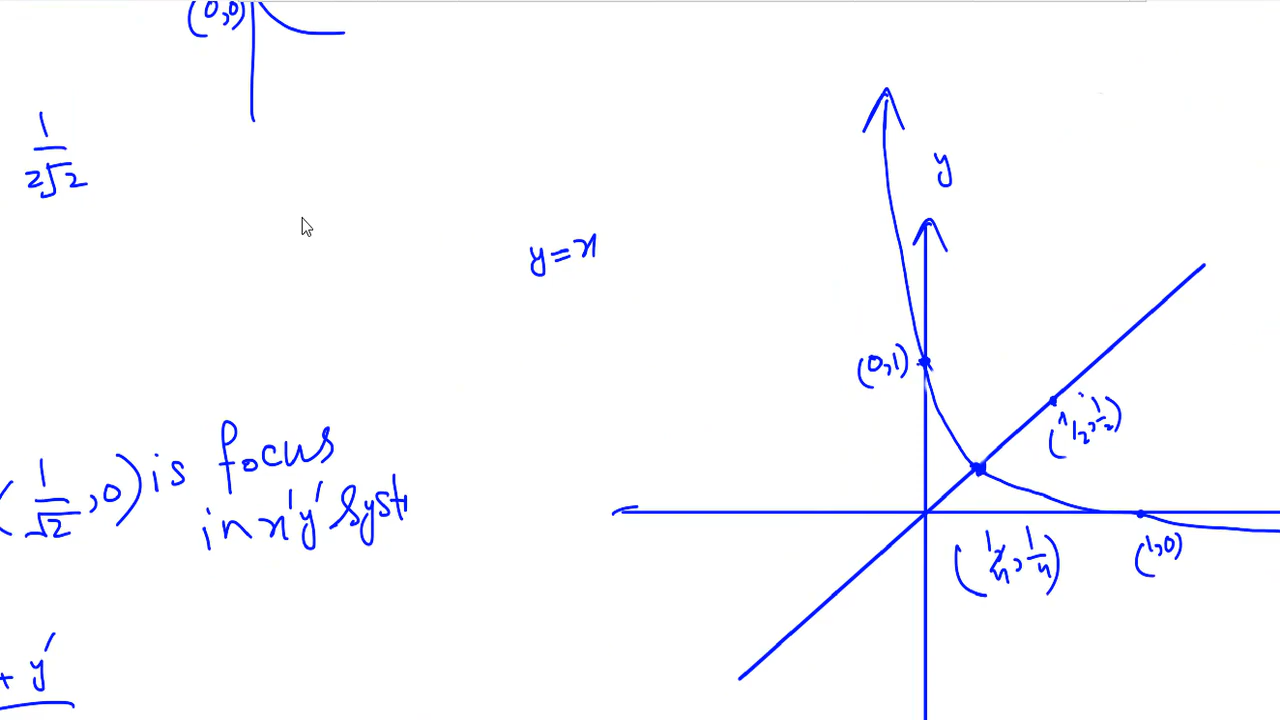 (0,0)
1/2√2
y
y=x
(0,1)
(1/2,1/2)
(1/√2,0) is focus
in x'y' syst
(1/4,1/4)
(1,0)
+ y'